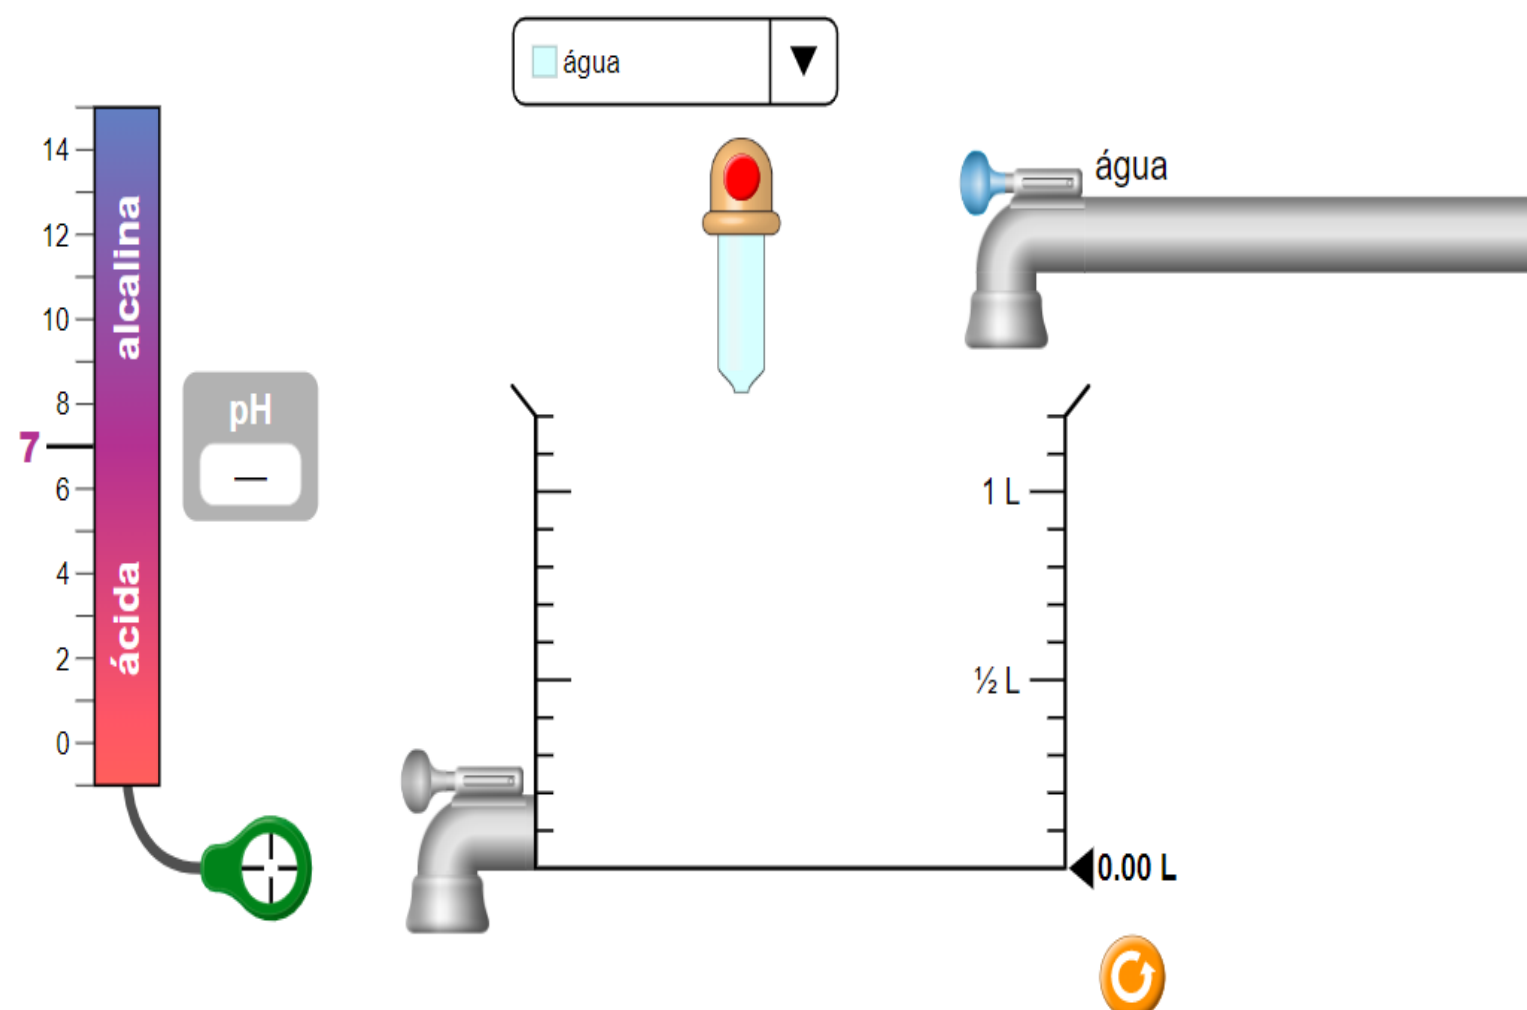 água
água
14
12
10
8
7
6
4
2
0
alcalina
ácida
pH
—
1 L
½ L
0.00 L